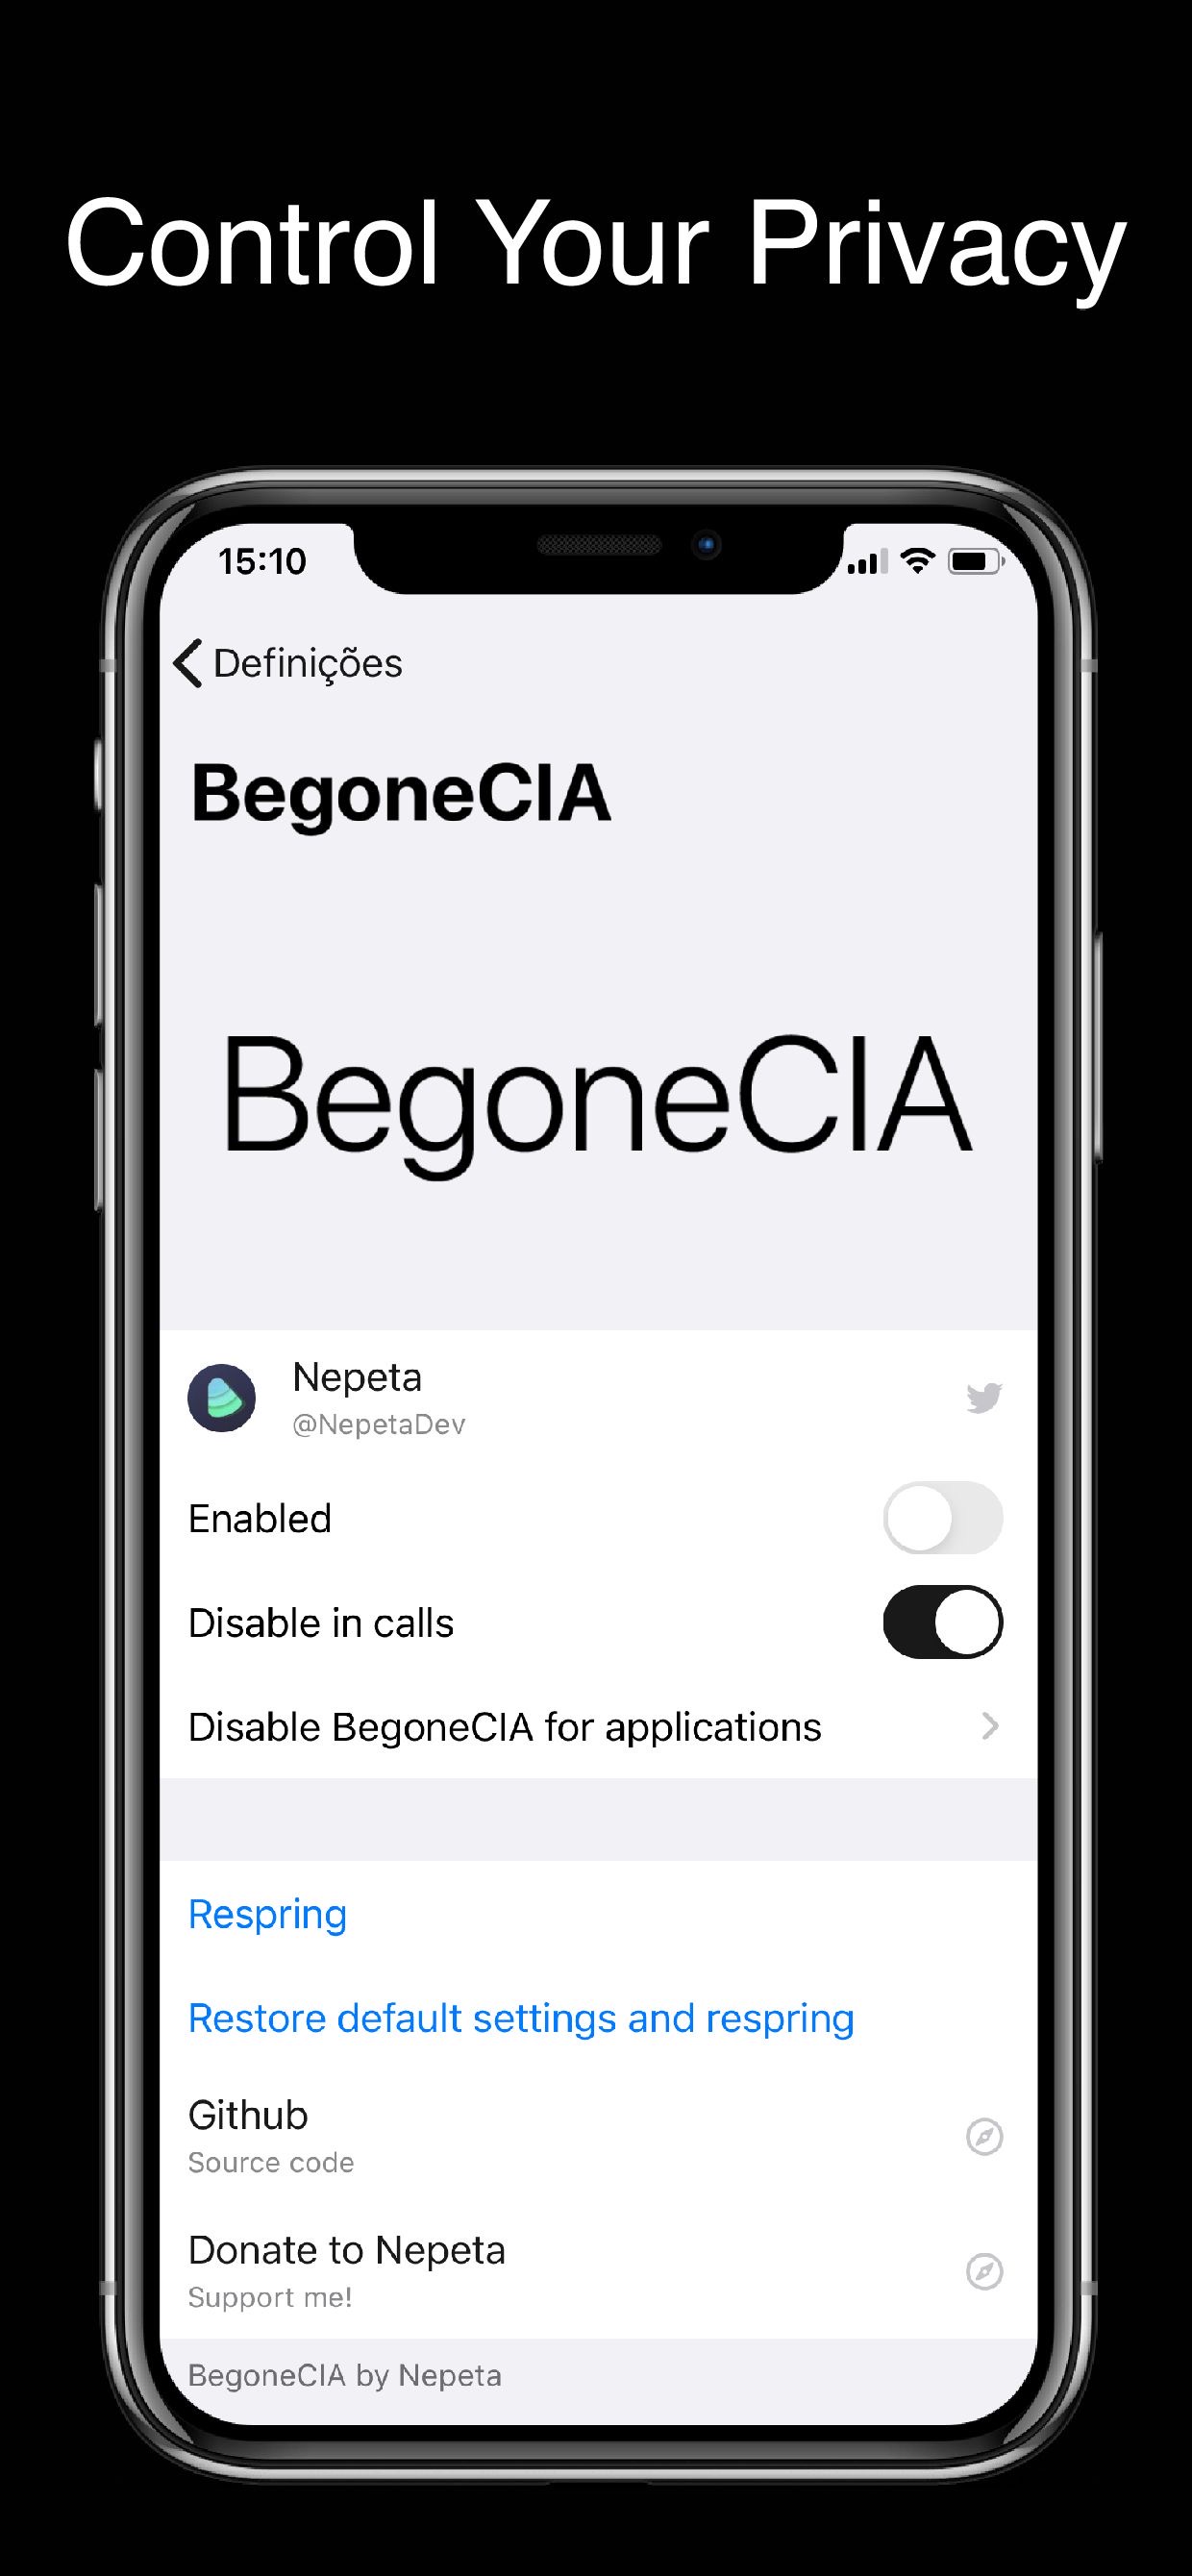 Control Your Privacy
15:10
Definições
BegoneCIA
BegoneCIA
Nepeta
@NepetaDev
Enabled
Disable in calls
Disable BegoneCIA for applications
Respring
Restore default settings and respring
Github
Source code
Donate to Nepeta
Support me!
BegoneCIA by Nepeta